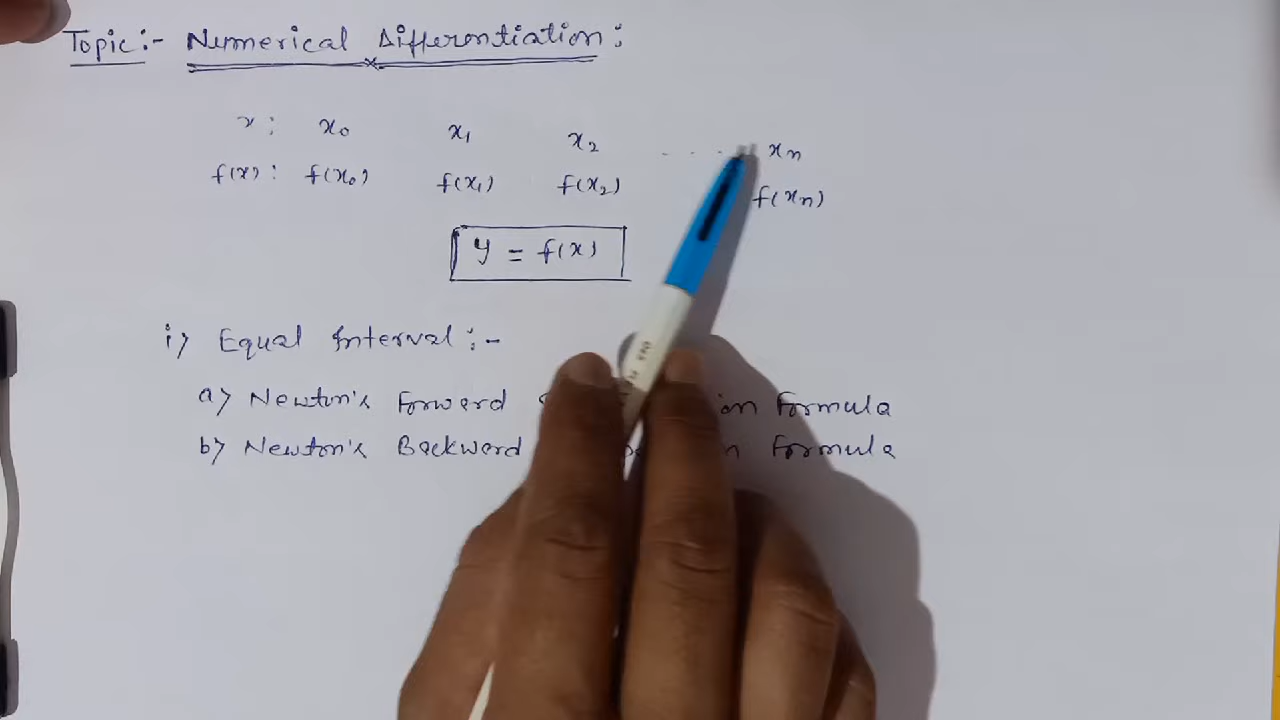 Topic:- Numerical Differentiation:
x: x₀ x₁ x₂ . . . xₙ
f(x): f(x₀) f(x₁) f(x₂) f(xₙ)
y = f(x)
i) Equal Interval:-
a) Newton's Forward ion Formula
b) Newton's Backward n Formula